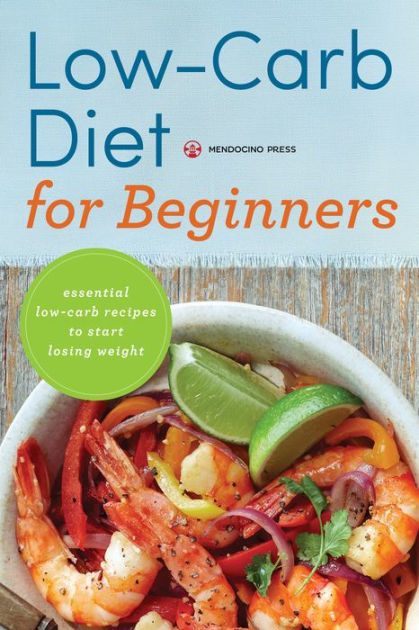 Low-Carb
Diet
MENDOCINO PRESS
for Beginners
essential
low-carb recipes
to start
losing weight